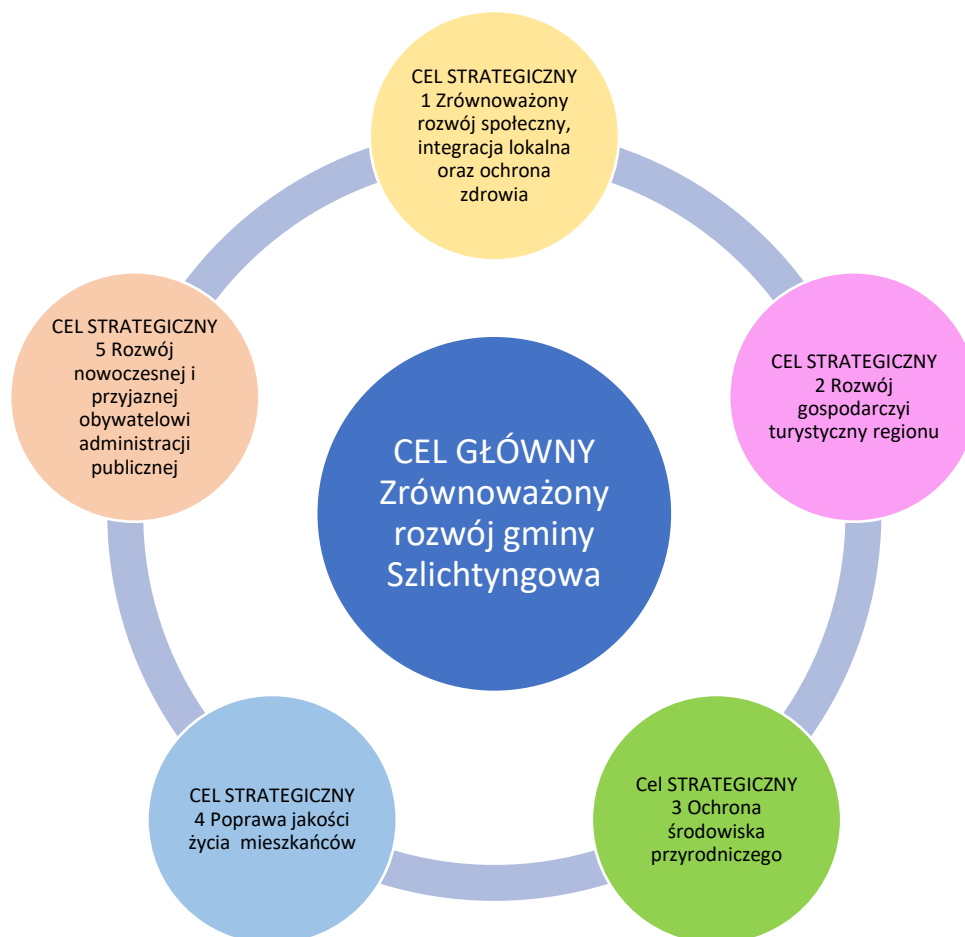 CEL STRATEGICZNY
1 Zrównoważony
rozwój społeczny,
integracja lokalna
oraz ochrona
zdrowia
CEL STRATEGICZNY
2 Rozwój
gospodarczyi
turystyczny regionu
Cel STRATEGICZNY
3 Ochrona
środowiska
przyrodniczego
CEL STRATEGICZNY
4 Poprawa jakości
życia  mieszkańców
CEL STRATEGICZNY
5 Rozwój
nowoczesnej i
przyjaznej
obywatelowi
administracji
publicznej
CEL GŁÓWNY
Zrównoważony
rozwój gminy
Szlichtyngowa